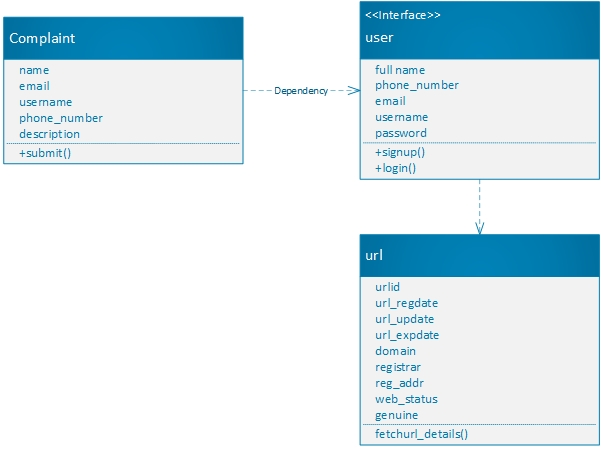 Complaint
name
email
username
phone_number
description
+submit()
Dependency
<<Interface>>
user
full name
phone_number
email
username
password
+signup()
+login()
url
urlid
url_regdate
url_update
url_expdate
domain
registrar
reg_addr
web_status
genuine
fetchurl_details()